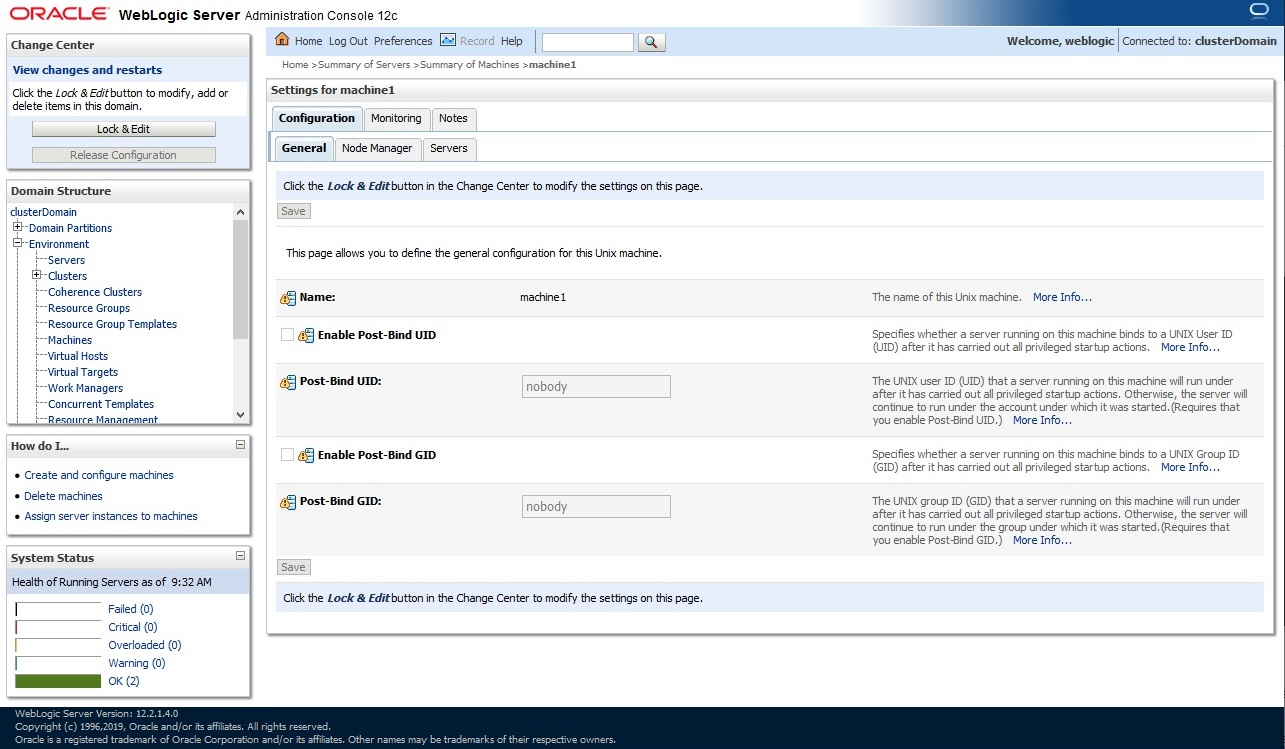 ORACLE WebLogic Server Administration Console 12c
Change Center
View changes and restarts
Click the Lock & Edit button to modify, add or
delete items in this domain.
Lock & Edit
Release Configuration
Domain Structure
clusterDomain
Domain Partitions
Environment
Servers
Clusters
Coherence Clusters
Resource Groups
Resource Group Templates
Machines
Virtual Hosts
Virtual Targets
Work Managers
Concurrent Templates
Resource Management
How do I...
Create and configure machines
Delete machines
Assign server instances to machines
System Status
Health of Running Servers as of 9:32 AM
Failed (0)
Critical (0)
Overloaded (0)
Warning (0)
OK (2)
Home Log Out Preferences Record Help
Welcome, weblogic Connected to: clusterDomain
Home >Summary of Servers >Summary of Machines >machine1
Settings for machine1
Configuration Monitoring Notes
General Node Manager Servers
Click the Lock & Edit button in the Change Center to modify the settings on this page.
Save
This page allows you to define the general configuration for this Unix machine.
Name: machine1 The name of this Unix machine. More Info...
Enable Post-Bind UID
Specifies whether a server running on this machine binds to a UNIX User ID
(UID) after it has carried out all privileged startup actions. More Info...
Post-Bind UID: nobody
The UNIX user ID (UID) that a server running on this machine will run under
after it has carried out all privileged startup actions. Otherwise, the server will
continue to run under the account under which it was started.(Requires that
you enable Post-Bind UID.) More Info...
Enable Post-Bind GID
Specifies whether a server running on this machine binds to a UNIX Group ID
(GID) after it has carried out all privileged startup actions. More Info...
Post-Bind GID: nobody
The UNIX group ID (GID) that a server running on this machine will run under
after it has carried out all privileged startup actions. Otherwise, the server will
continue to run under the group under which it was started.(Requires that
you enable Post-Bind GID.) More Info...
Save
Click the Lock & Edit button in the Change Center to modify the settings on this page.
WebLogic Server Version: 12.2.1.4.0
Copyright (c) 1996,2019, Oracle and/or its affiliates. All rights reserved.
Oracle is a registered trademark of Oracle Corporation and/or its affiliates. Other names may be trademarks of their respective owners.